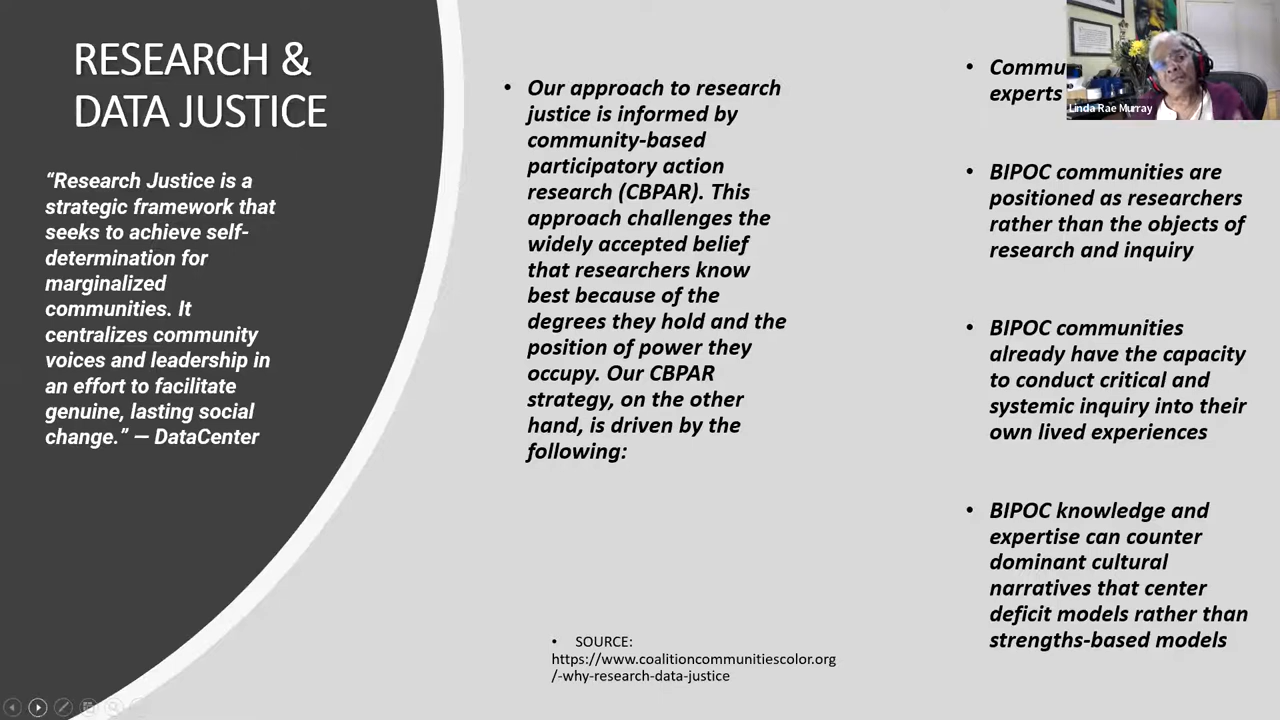 RESEARCH &
DATA JUSTICE
“Research Justice is a
strategic framework that
seeks to achieve self-
determination for
marginalized
communities. It
centralizes community
voices and leadership in
an effort to facilitate
genuine, lasting social
change.” — DataCenter
• Our approach to research
justice is informed by
community-based
participatory action
research (CBPAR). This
approach challenges the
widely accepted belief
that researchers know
best because of the
degrees they hold and the
position of power they
occupy. Our CBPAR
strategy, on the other
hand, is driven by the
following:
• SOURCE:
https://www.coalitioncommunitiescolor.org
/-why-research-data-justice
• Commu
experts
• BIPOC communities are
positioned as researchers
rather than the objects of
research and inquiry
• BIPOC communities
already have the capacity
to conduct critical and
systemic inquiry into their
own lived experiences
• BIPOC knowledge and
expertise can counter
dominant cultural
narratives that center
deficit models rather than
strengths-based models
Linda Rae Murray